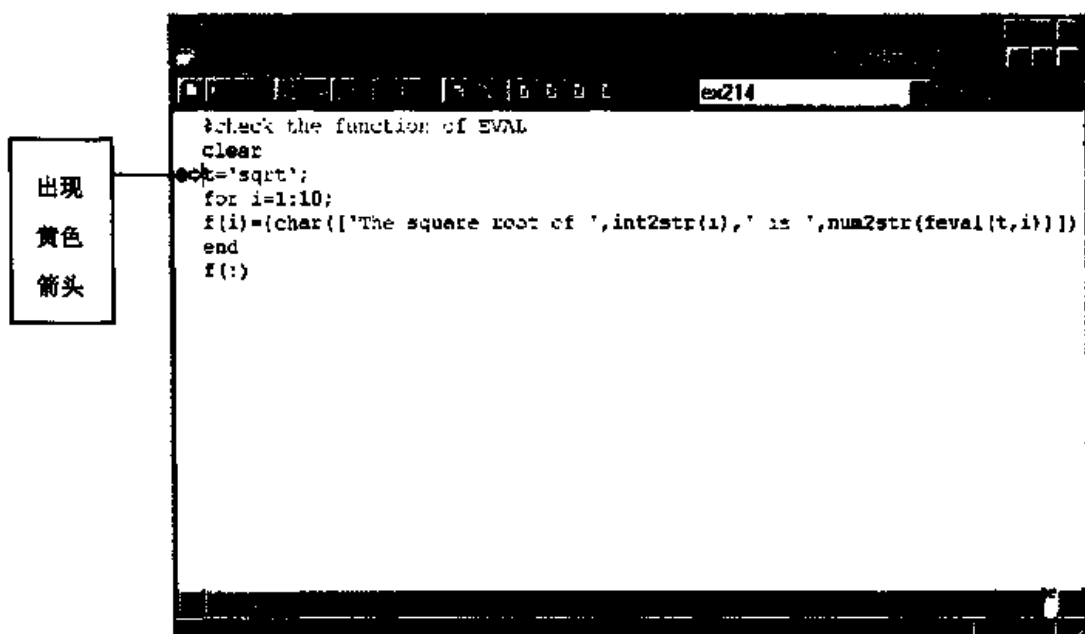 ex214
%check the function of EVAL
clear
t='sqrt';
for i=1:10;
f(i)={char(['The square root of ',int2str(i),' is ',num2str(feval(t,i))])
end
f(:)
出现
黄色
箭头